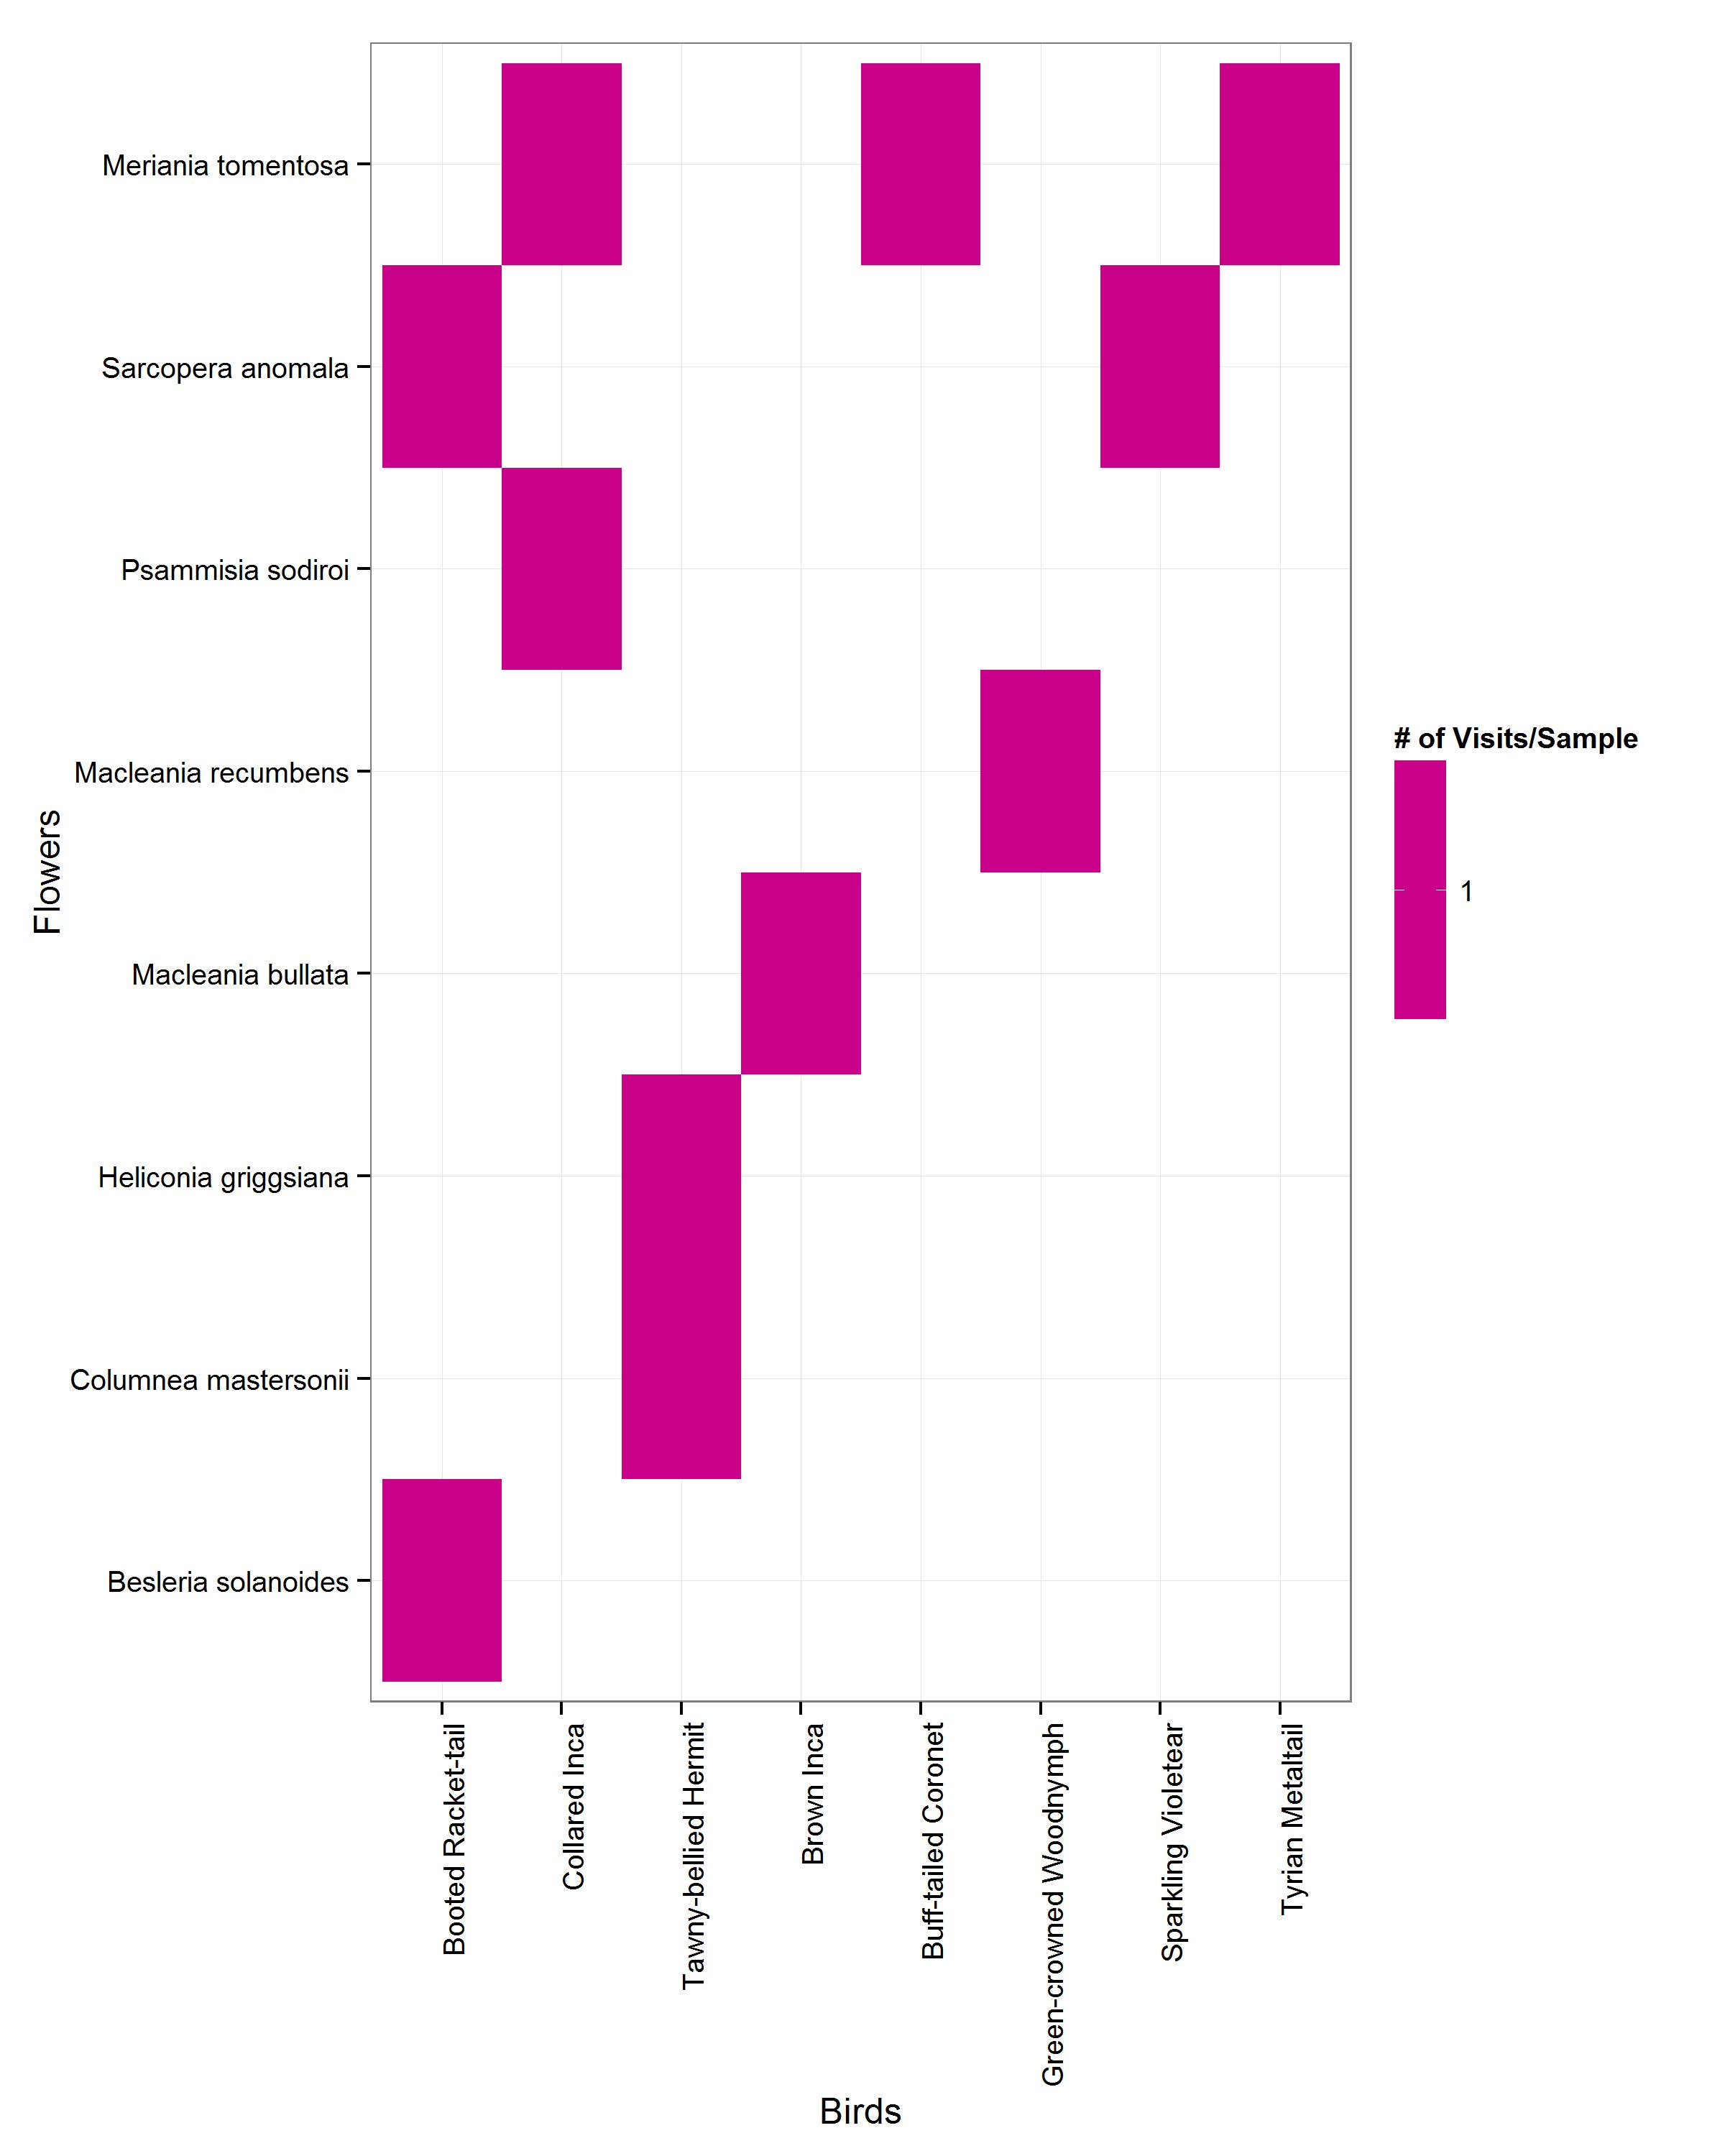 Meriania tomentosa
Sarcopera anomala
Psammisia sodiroi
Macleania recumbens
Macleania bullata
Heliconia griggsiana
Columnea mastersonii
Besleria solanoides
Flowers
# of Visits/Sample
1
Booted Racket-tail
Collared Inca
Tawny-bellied Hermit
Brown Inca
Buff-tailed Coronet
Green-crowned Woodnymph
Sparkling Violetear
Tyrian Metaltail
Birds